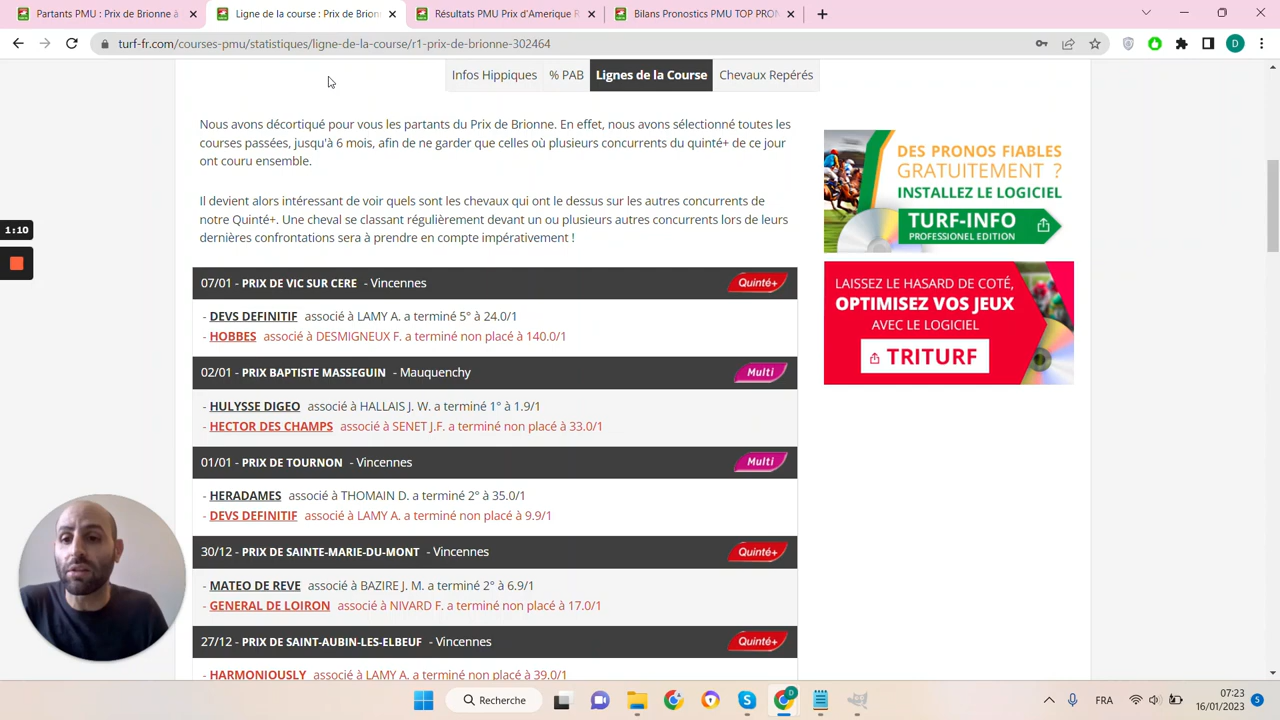 Partants PMU : Prix de Brionne à
Ligne de la course : Prix de Brion
Résultats PMU Prix d'Amerique R
Bilans Pronostics PMU TOP PRON
turf-fr.com/courses-pmu/statistiques/ligne-de-la-course/r1-prix-de-brionne-302464
D
Infos Hippiques
% PAB
Lignes de la Course
Chevaux Repérés
Nous avons décortiqué pour vous les partants du Prix de Brionne. En effet, nous avons sélectionné toutes les
courses passées, jusqu'à 6 mois, afin de ne garder que celles où plusieurs concurrents du quinté+ de ce jour
ont couru ensemble.
Il devient alors intéressant de voir quels sont les chevaux qui ont le dessus sur les autres concurrents de
notre Quinté+. Une cheval se classant régulièrement devant un ou plusieurs autres concurrents lors de leurs
dernières confrontations sera à prendre en compte impérativement !
DES PRONOS FIABLES
GRATUITEMENT ?
INSTALLEZ LE LOGICIEL
TURF-INFO
PROFESSIONEL EDITION
LAISSEZ LE HASARD DE COTÉ,
OPTIMISEZ VOS JEUX
AVEC LE LOGICIEL
TRITURF
1:10
07/01 - PRIX DE VIC SUR CERE - Vincennes
Quinté+
- DEVS DEFINITIF associé à LAMY A. a terminé 5° à 24.0/1
- HOBBES associé à DESMIGNEUX F. a terminé non placé à 140.0/1
02/01 - PRIX BAPTISTE MASSEGUIN - Mauquenchy
Multi
- HULYSSE DIGEO associé à HALLAIS J. W. a terminé 1° à 1.9/1
- HECTOR DES CHAMPS associé à SENET J.F. a terminé non placé à 33.0/1
01/01 - PRIX DE TOURNON - Vincennes
Multi
- HERADAMES associé à THOMAIN D. a terminé 2° à 35.0/1
- DEVS DEFINITIF associé à LAMY A. a terminé non placé à 9.9/1
30/12 - PRIX DE SAINTE-MARIE-DU-MONT - Vincennes
Quinté+
- MATEO DE REVE associé à BAZIRE J. M. a terminé 2° à 6.9/1
- GENERAL DE LOIRON associé à NIVARD F. a terminé non placé à 17.0/1
27/12 - PRIX DE SAINT-AUBIN-LES-ELBEUF - Vincennes
Quinté+
- HARMONIOUSLY associé à LAMY A. a terminé non placé à 39.0/1
Recherche
D
FRA
07:23
16/01/2023
5